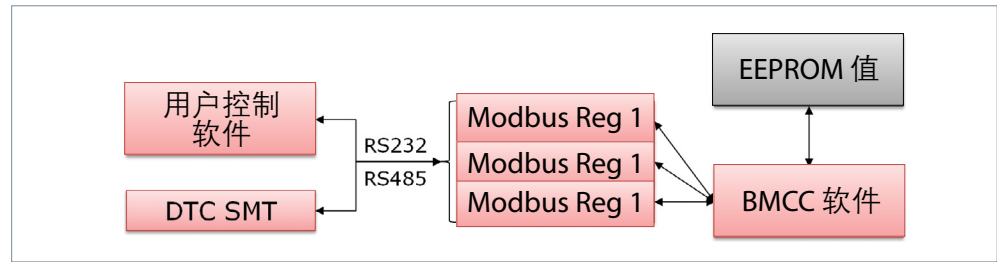 用户控制
软件
DTC SMT
RS232
RS485
Modbus Reg 1
Modbus Reg 1
Modbus Reg 1
EEPROM 值
BMCC 软件